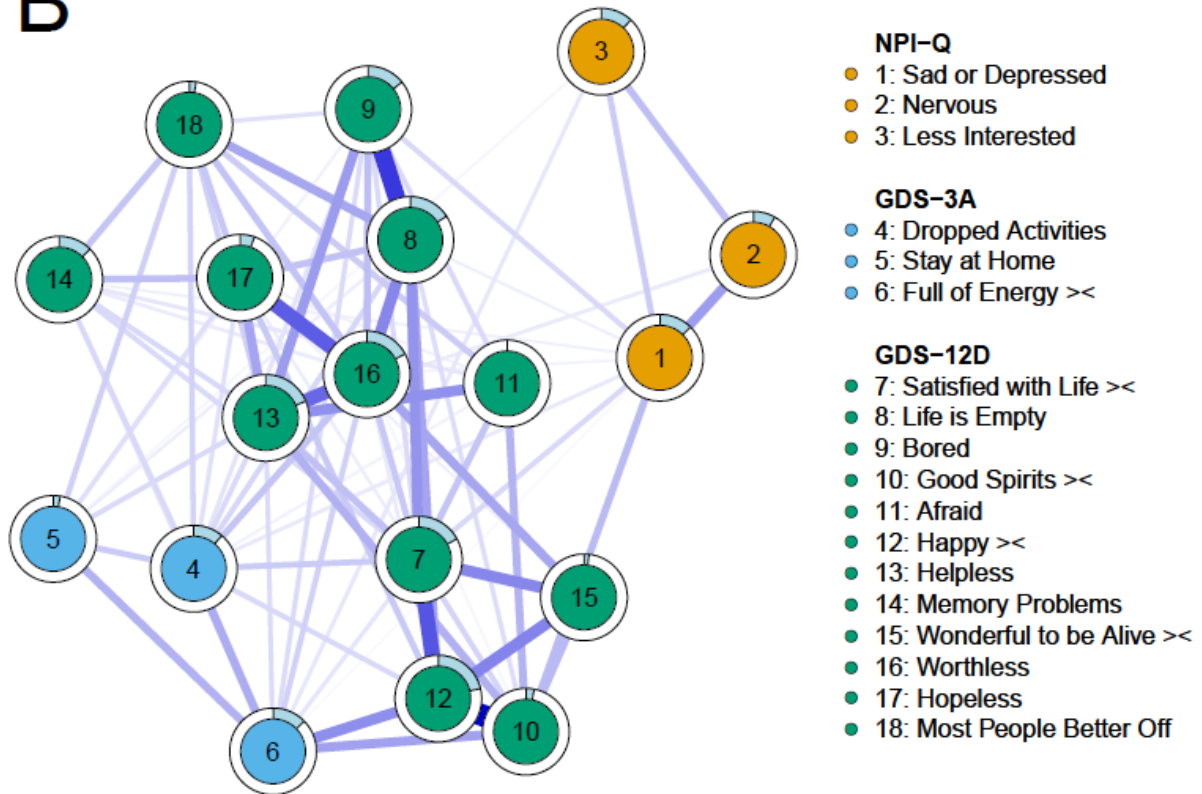 B
3
9
18
8
2
14
17
1
16
11
13
5
7
4
15
12
10
6
NPI−Q
1: Sad or Depressed
2: Nervous
3: Less Interested
GDS−3A
4: Dropped Activities
5: Stay at Home
6: Full of Energy ><
GDS−12D
7: Satisfied with Life ><
8: Life is Empty
9: Bored
10: Good Spirits ><
11: Afraid
12: Happy ><
13: Helpless
14: Memory Problems
15: Wonderful to be Alive ><
16: Worthless
17: Hopeless
18: Most People Better Off